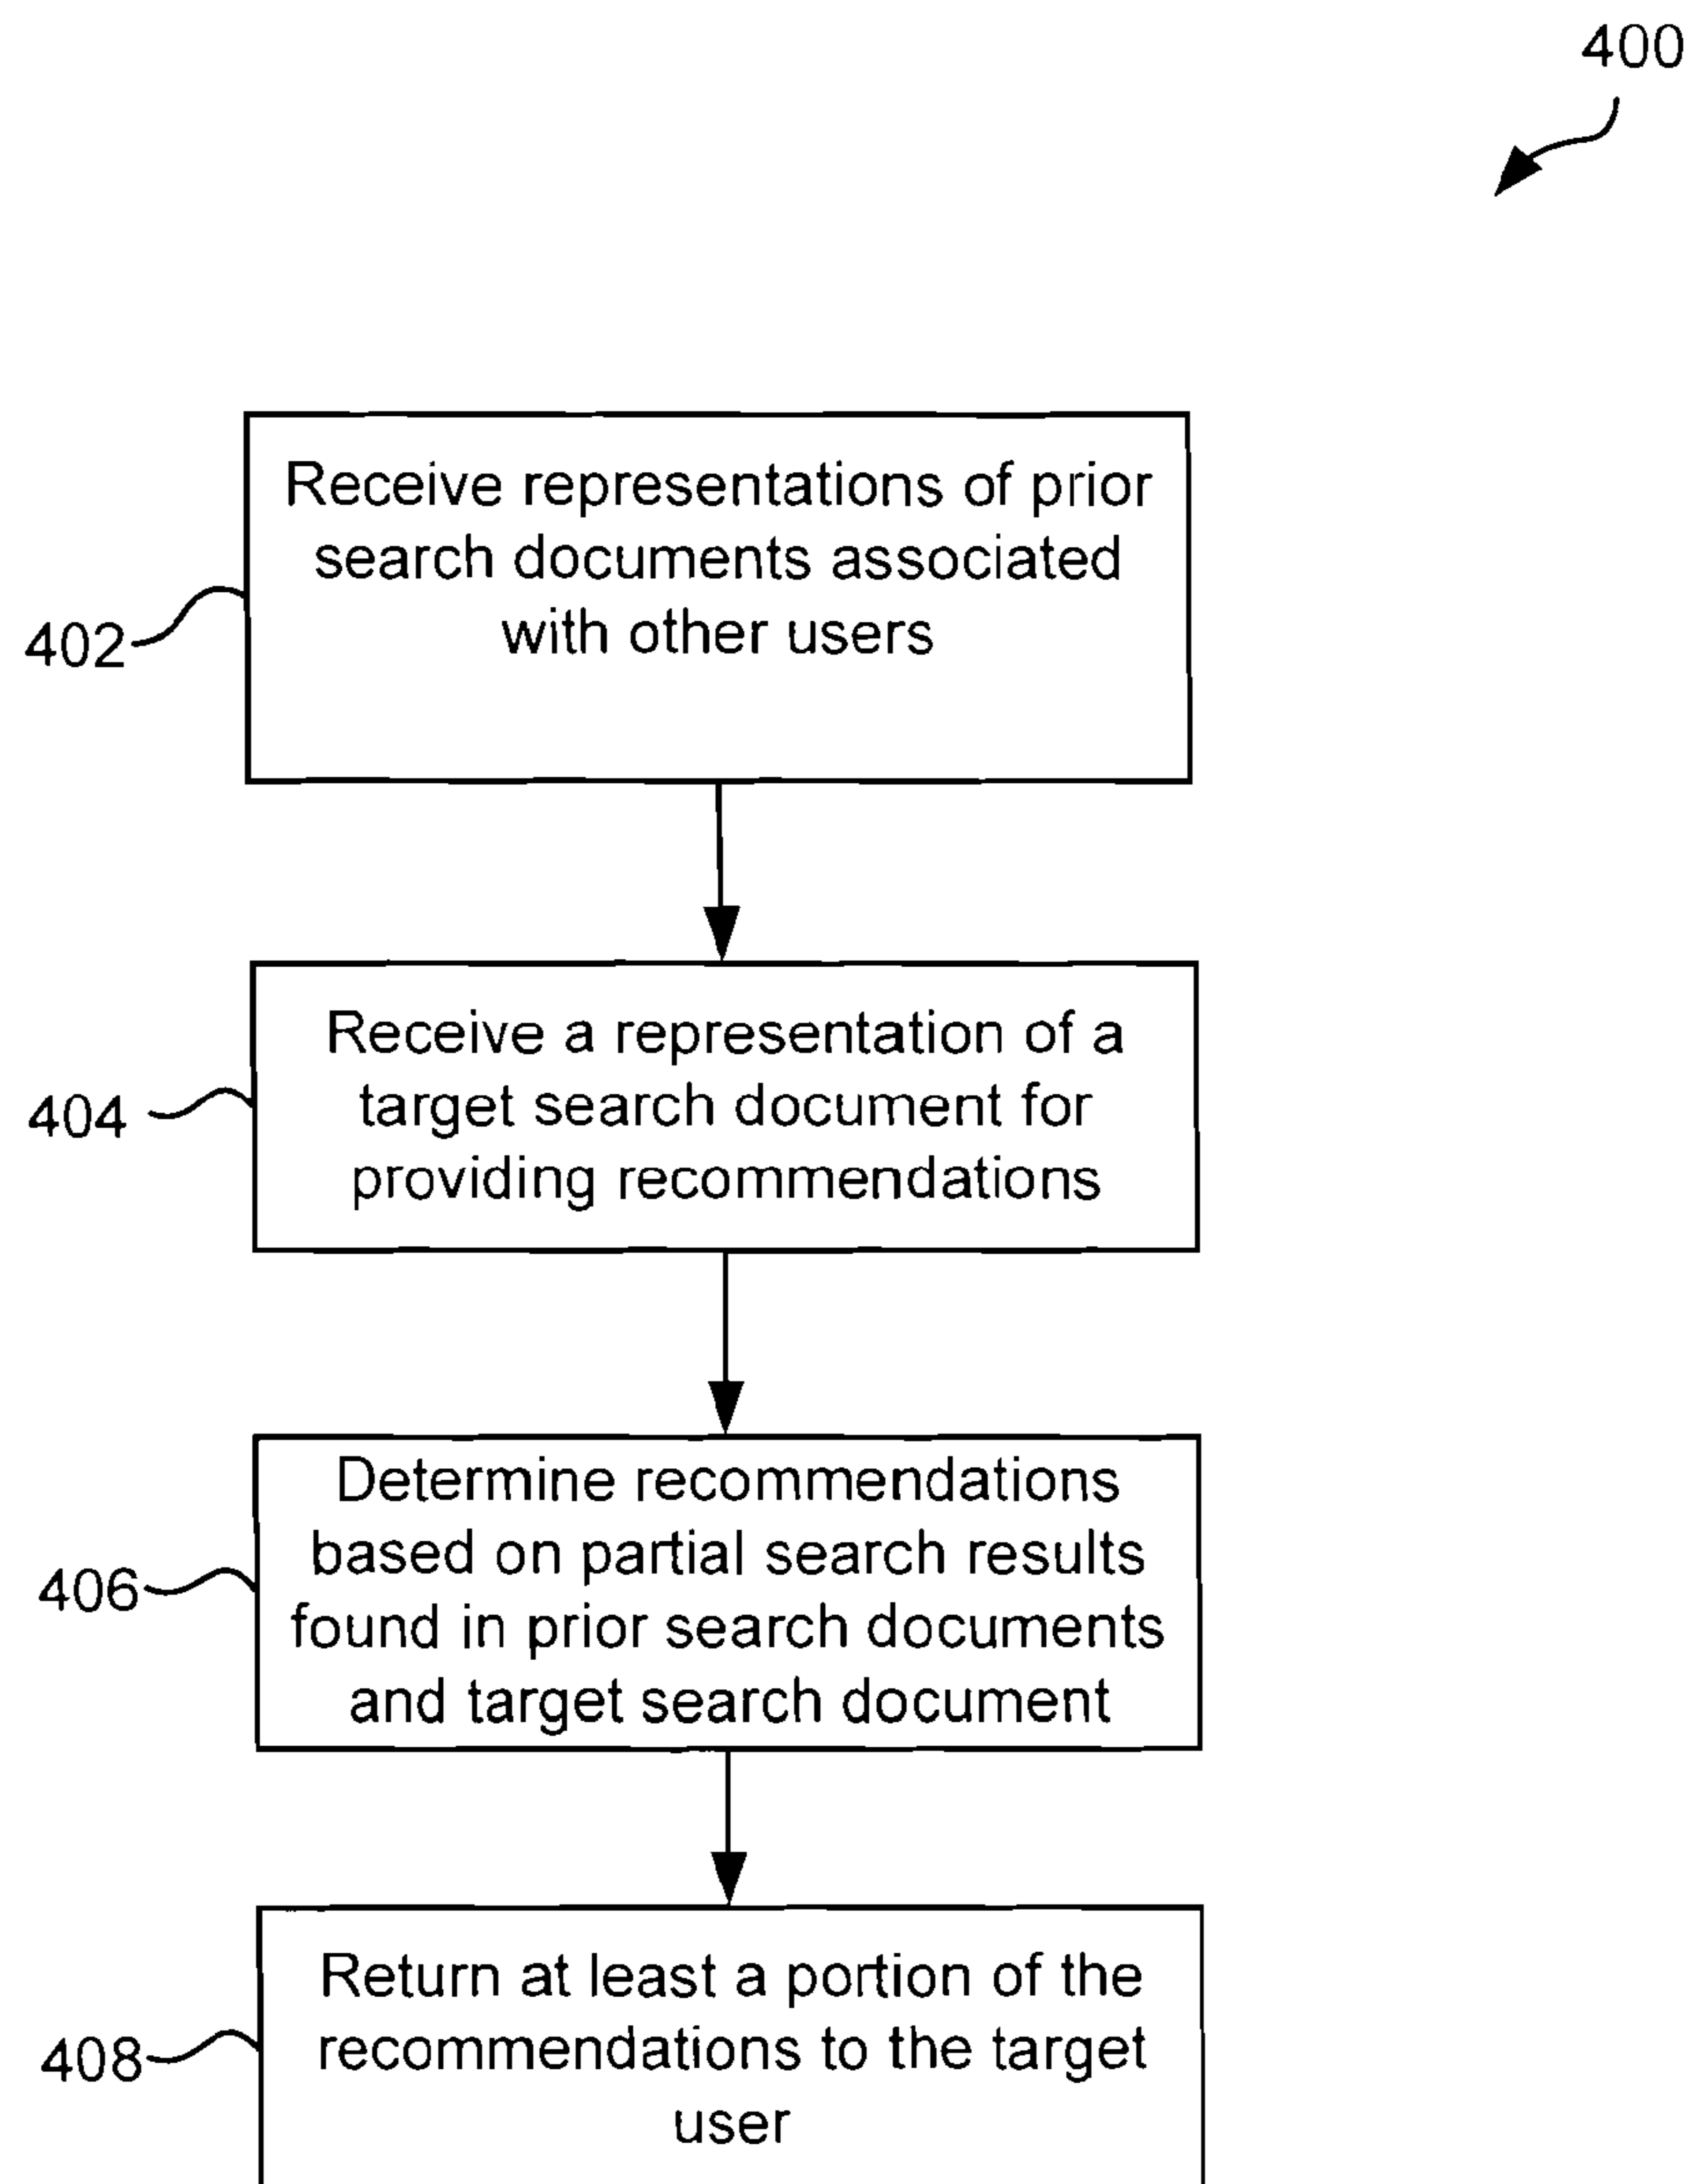 400
Receive representations of prior
search documents associated
with other users
402
Receive a representation of a
target search document for
providing recommendations
404
Determine recommendations
based on partial search results
found in prior search documents
and target search document
406
Return at least a portion of the
recommendations to the target
user
408